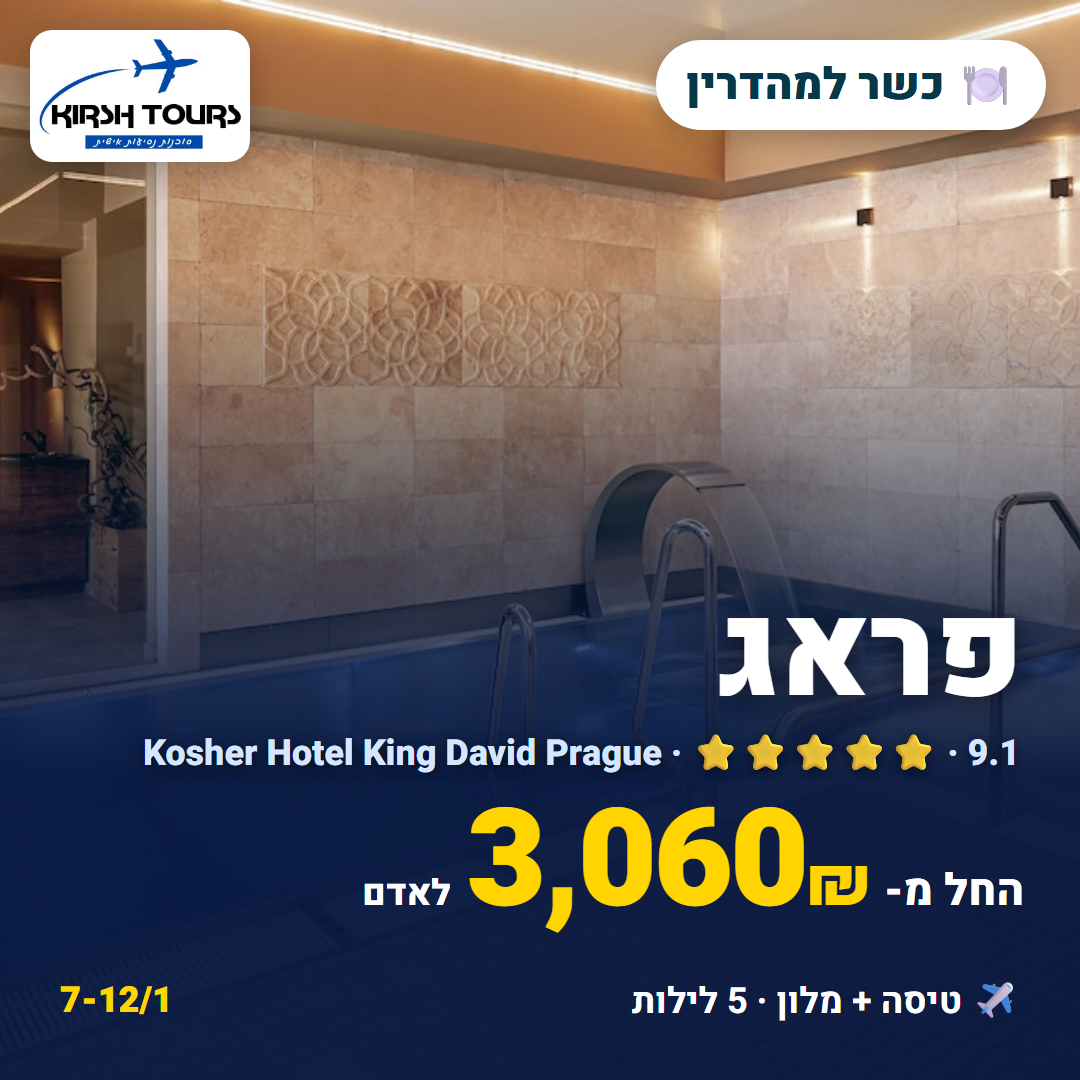 KIRSH TOURS
סוכנות נסיעות אישית
כשר למהדרין
פראג
Kosher Hotel King David Prague · ⭐⭐⭐⭐⭐ · 9.1
החל מ- ₪3,060 לאדם
טיסה + מלון · 5 לילות
7-12/1